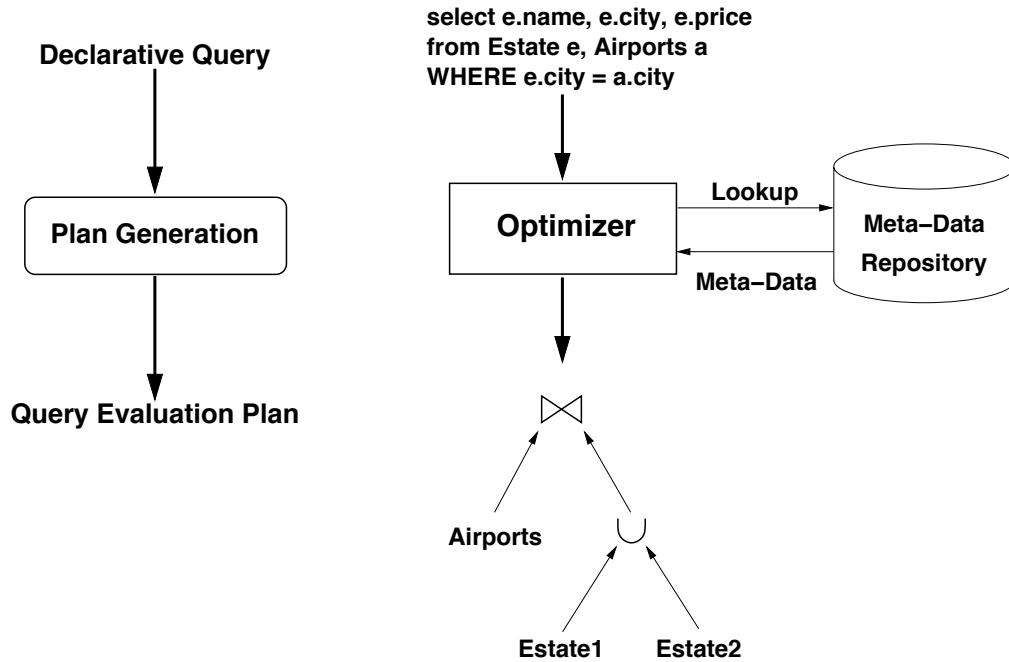 Declarative Query
Plan Generation
Query Evaluation Plan
select e.name, e.city, e.price
from Estate e, Airports a
WHERE e.city = a.city
Optimizer
Lookup
Meta−Data
Meta−Data
Repository
Airports
Estate1
Estate2